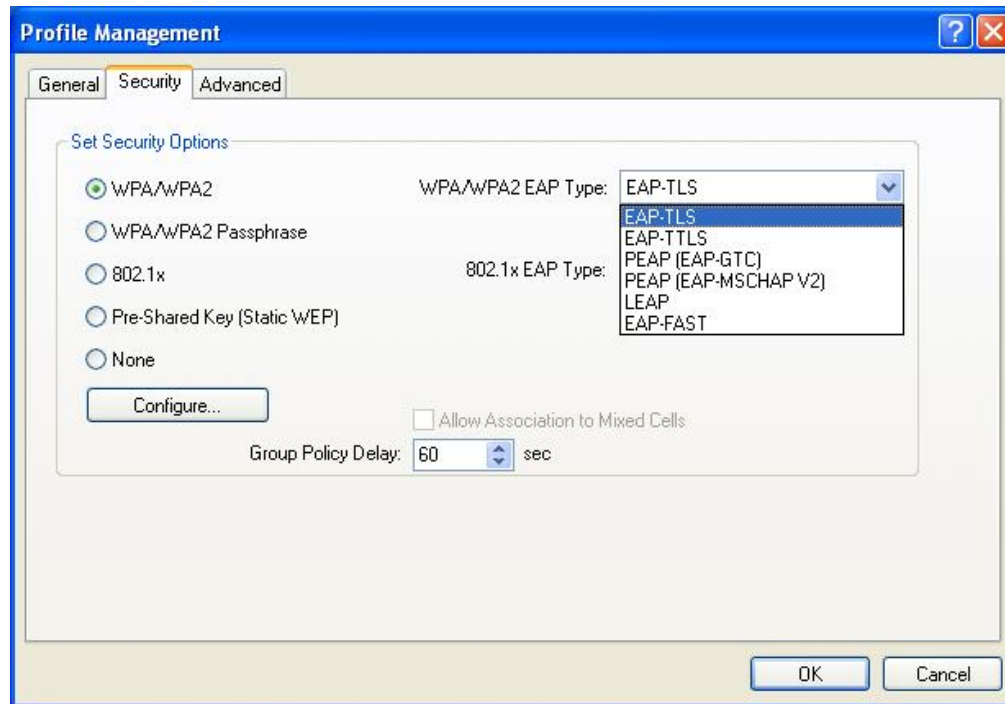 Profile Management
General Security Advanced
Set Security Options
WPA/WPA2 WPA/WPA2 EAP Type: EAP-TLS
EAP-TLS
WPA/WPA2 Passphrase EAP-TTLS
PEAP (EAP-GTC)
802.1x 802.1x EAP Type: PEAP (EAP-MSCHAP V2)
LEAP
Pre-Shared Key (Static WEP) EAP-FAST
None
Configure...
Allow Association to Mixed Cells
Group Policy Delay: 60 sec
OK Cancel